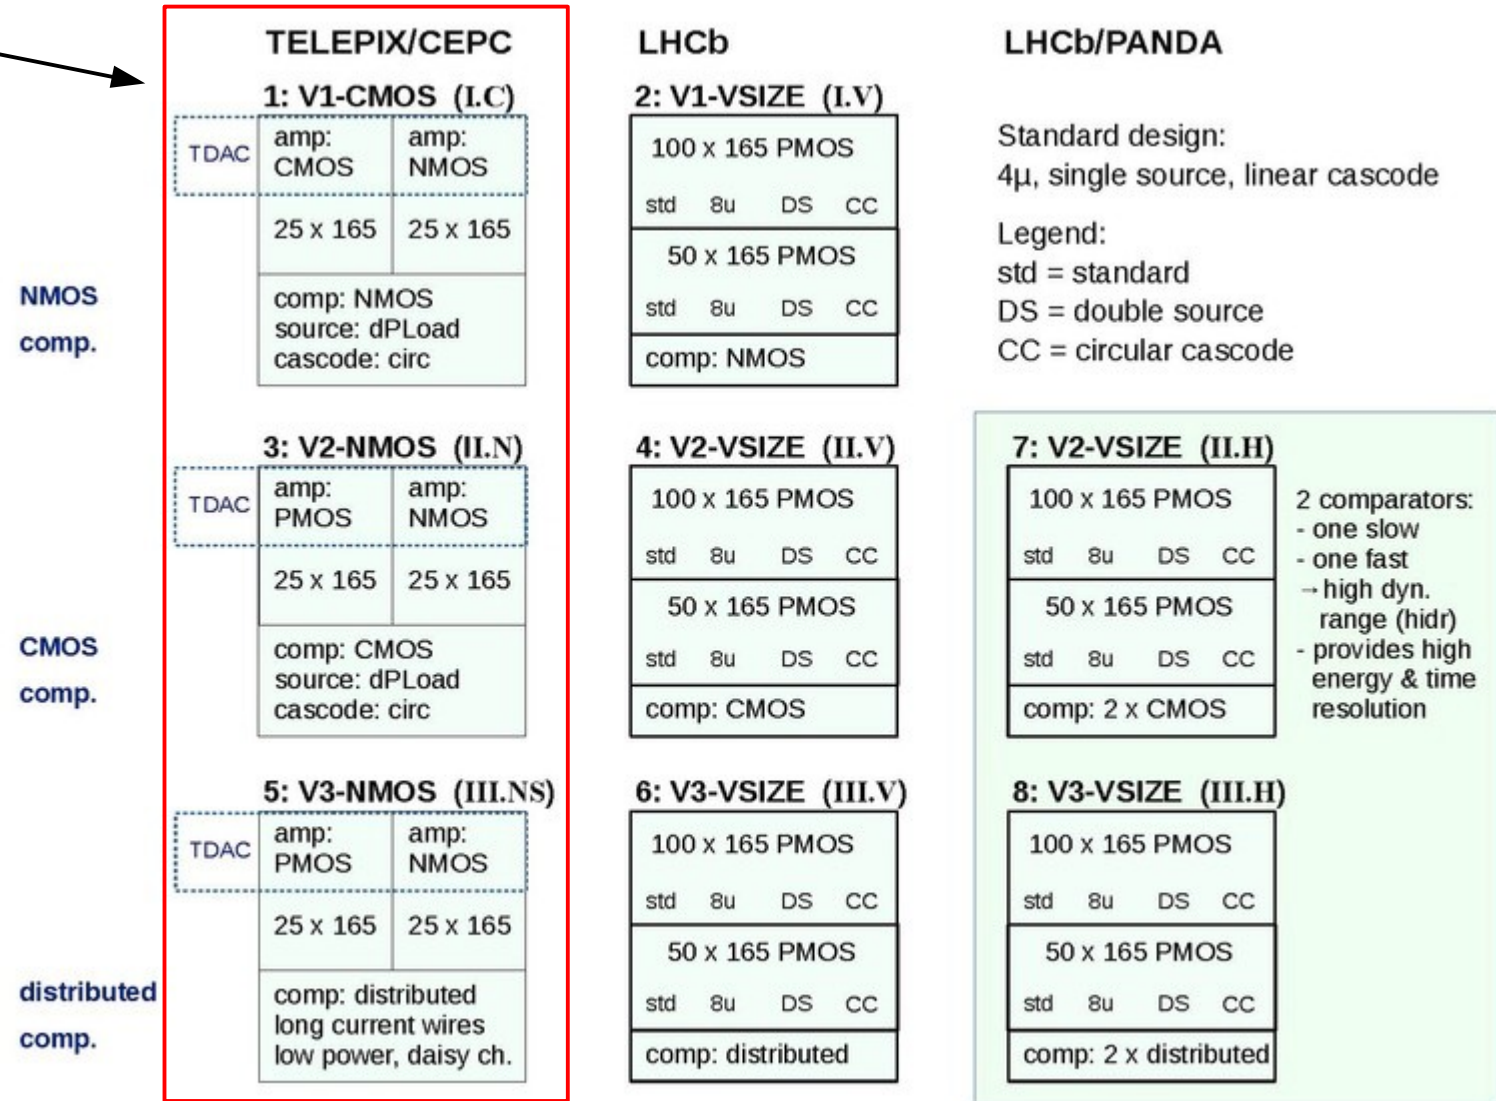 TELEPIX/CEPC
1: V1-CMOS (I.C)
TDAC
amp:
CMOS
amp:
NMOS
25 x 165
25 x 165
comp: NMOS
source: dPLoad
cascode: circ
NMOS
comp.
LHCb
2: V1-VSIZE (I.V)
100 x 165 PMOS
std 8u DS CC
50 x 165 PMOS
std 8u DS CC
comp: NMOS
LHCb/PANDA
Standard design:
4µ, single source, linear cascode
Legend:
std = standard
DS = double source
CC = circular cascode
3: V2-NMOS (II.N)
TDAC
amp:
PMOS
amp:
NMOS
25 x 165
25 x 165
comp: CMOS
source: dPLoad
cascode: circ
CMOS
comp.
4: V2-VSIZE (II.V)
100 x 165 PMOS
std 8u DS CC
50 x 165 PMOS
std 8u DS CC
comp: CMOS
7: V2-VSIZE (II.H)
100 x 165 PMOS
std 8u DS CC
50 x 165 PMOS
std 8u DS CC
comp: 2 x CMOS
2 comparators:
- one slow
- one fast
→high dyn.
range (hidr)
- provides high
energy & time
resolution
5: V3-NMOS (III.NS)
TDAC
amp:
PMOS
amp:
NMOS
25 x 165
25 x 165
comp: distributed
long current wires
low power, daisy ch.
distributed
comp.
6: V3-VSIZE (III.V)
100 x 165 PMOS
std 8u DS CC
50 x 165 PMOS
std 8u DS CC
comp: distributed
8: V3-VSIZE (III.H)
100 x 165 PMOS
std 8u DS CC
50 x 165 PMOS
std 8u DS CC
comp: 2 x distributed